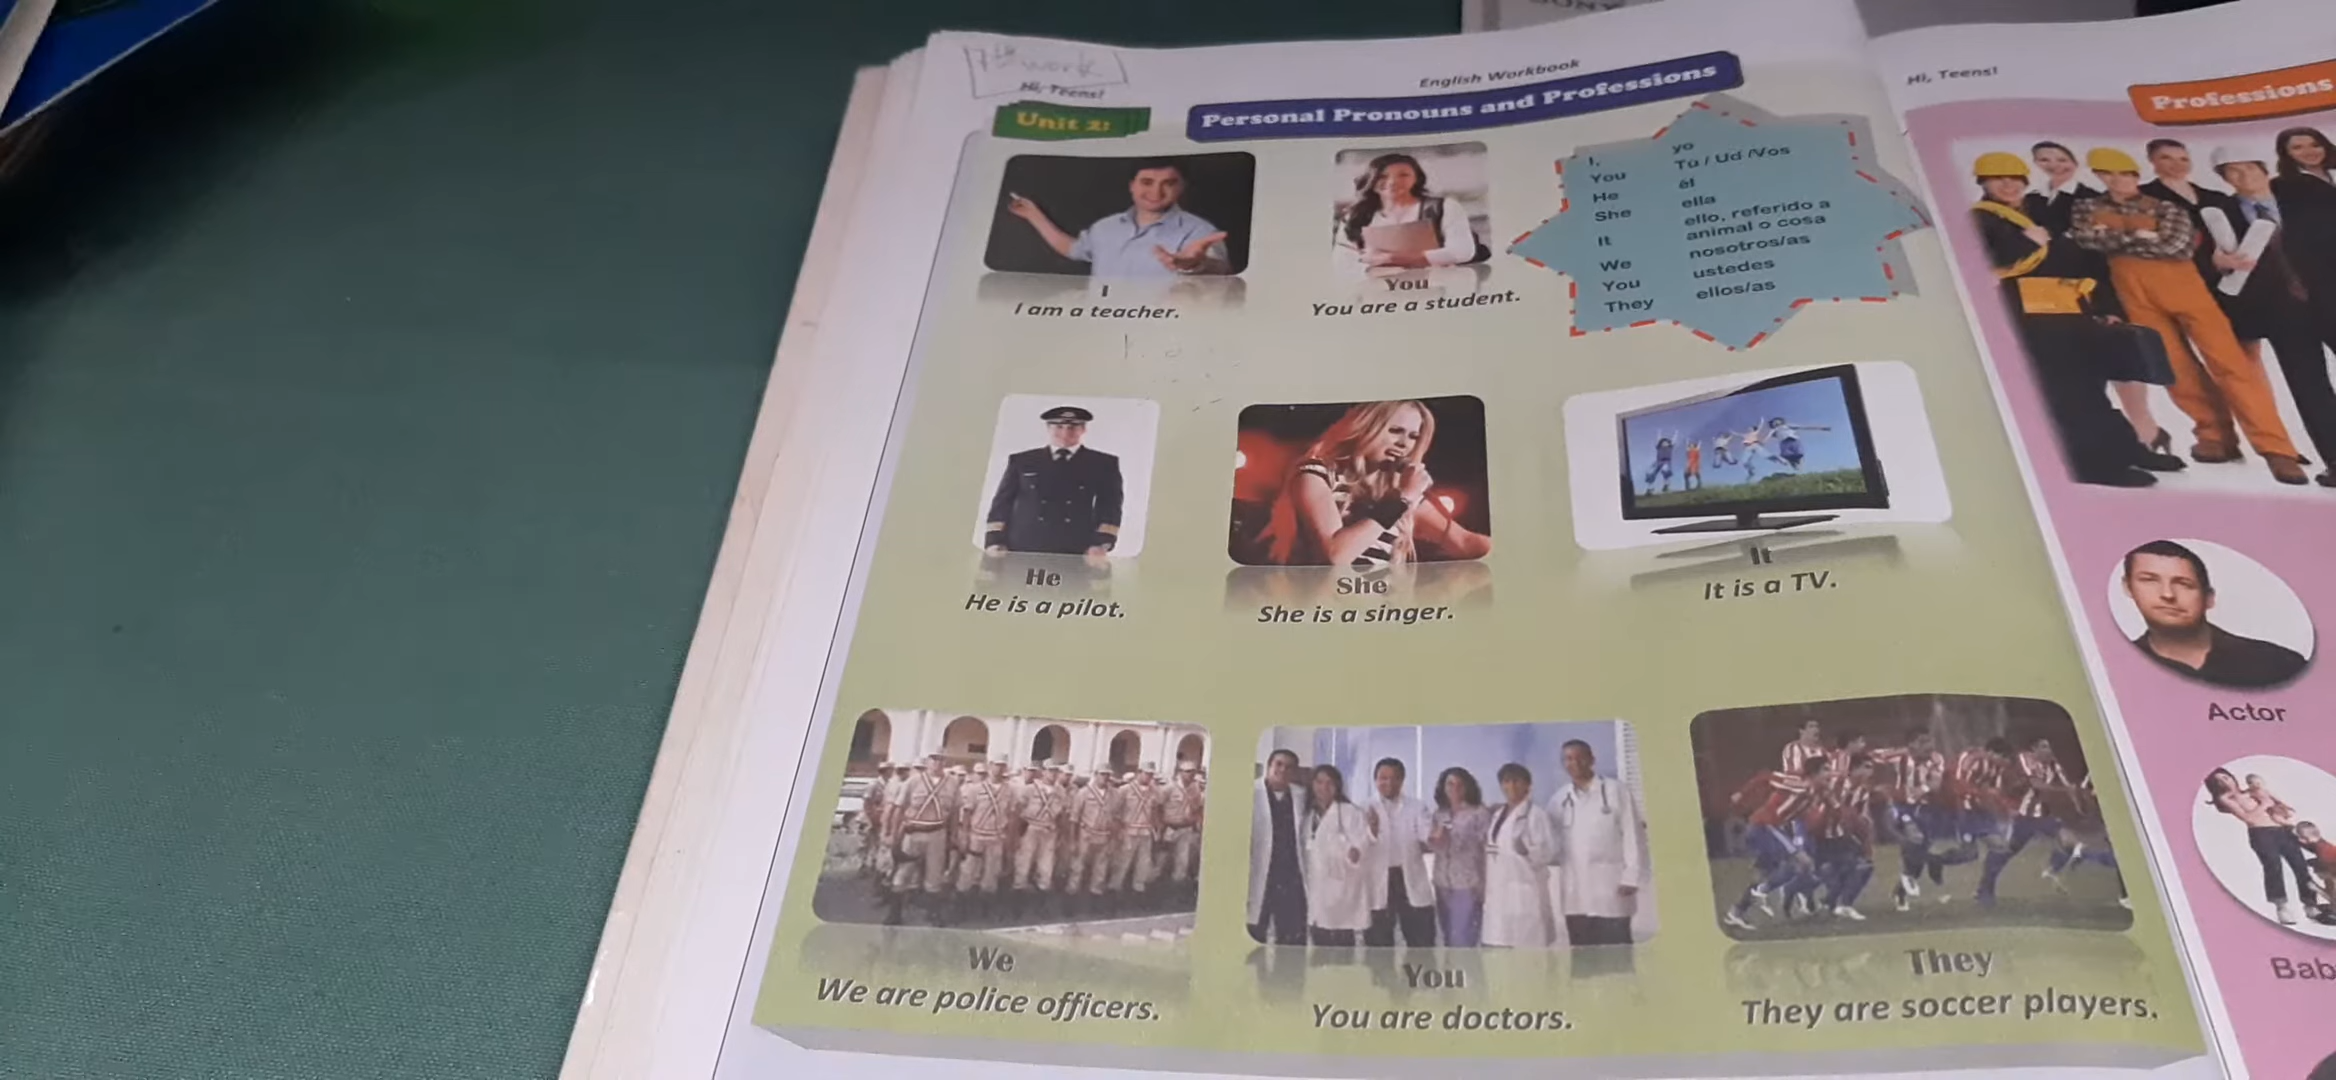 7th work
Hi, Teens!
English Workbook
Unit 2:
Personal Pronouns and Professions
I
I am a teacher.
You
You are a student.
I, yo
You Tú / Ud /Vos
He él
She ella
It ello, referido a
animal o cosa
We nosotros/as
You ustedes
They ellos/as
He
He is a pilot.
She
She is a singer.
It
It is a TV.
We
We are police officers.
You
You are doctors.
They
They are soccer players.
Hi, Teens!
Professions
Actor
Bab